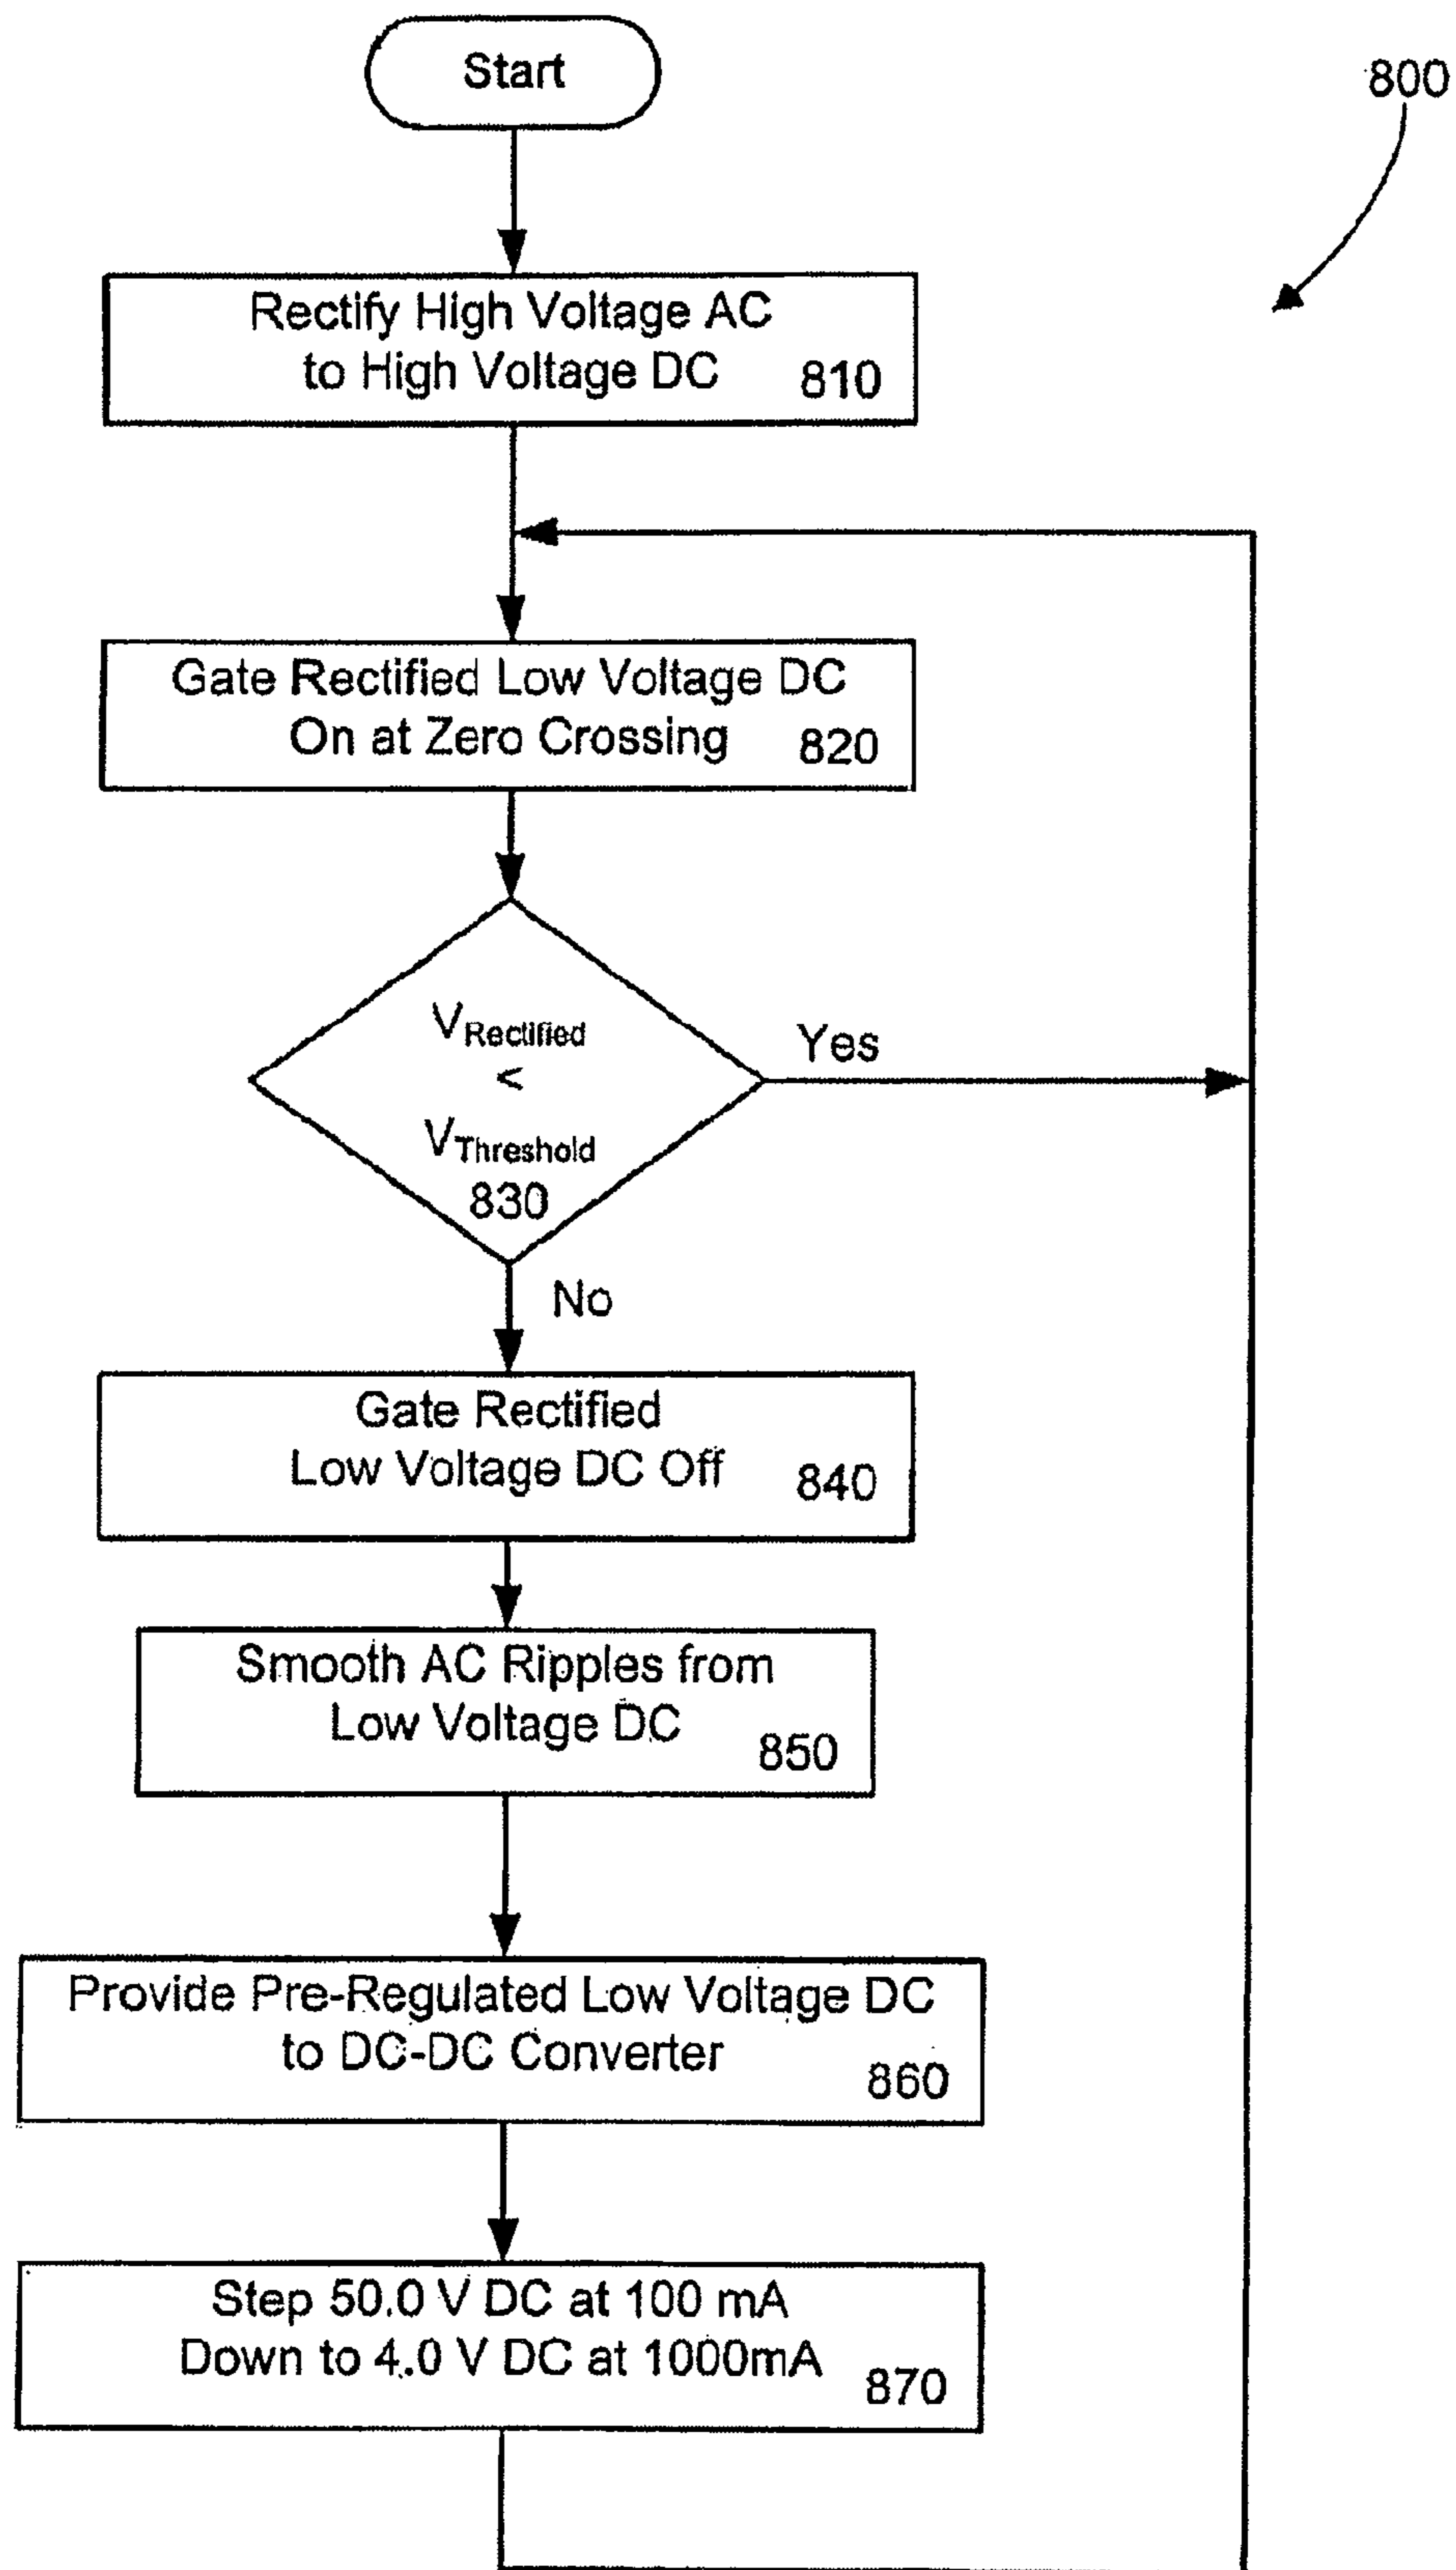 Start
800
Rectify High Voltage AC
to High Voltage DC 810
Gate Rectified Low Voltage DC
On at Zero Crossing 820
VRectified
<
VThreshold
830
Yes
No
Gate Rectified
Low Voltage DC Off 840
Smooth AC Ripples from
Low Voltage DC 850
Provide Pre-Regulated Low Voltage DC
to DC-DC Converter 860
Step 50.0 V DC at 100 mA
Down to 4.0 V DC at 1000mA 870